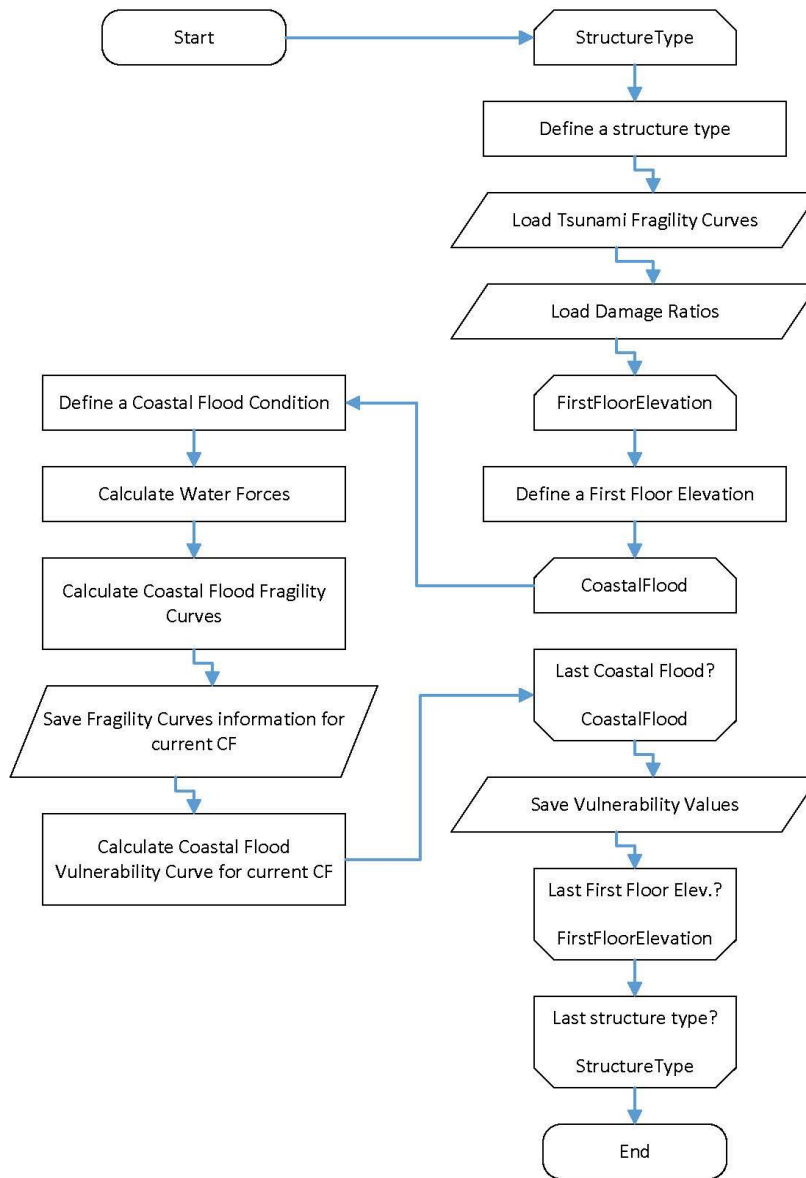 Start
StructureType
Define a structure type
Load Tsunami Fragility Curves
Load Damage Ratios
FirstFloorElevation
Define a First Floor Elevation
CoastalFlood
Define a Coastal Flood Condition
Calculate Water Forces
Calculate Coastal Flood Fragility
Curves
Save Fragility Curves information for
current CF
Calculate Coastal Flood
Vulnerability Curve for current CF
Last Coastal Flood?
CoastalFlood
Save Vulnerability Values
Last First Floor Elev.?
FirstFloorElevation
Last structure type?
StructureType
End